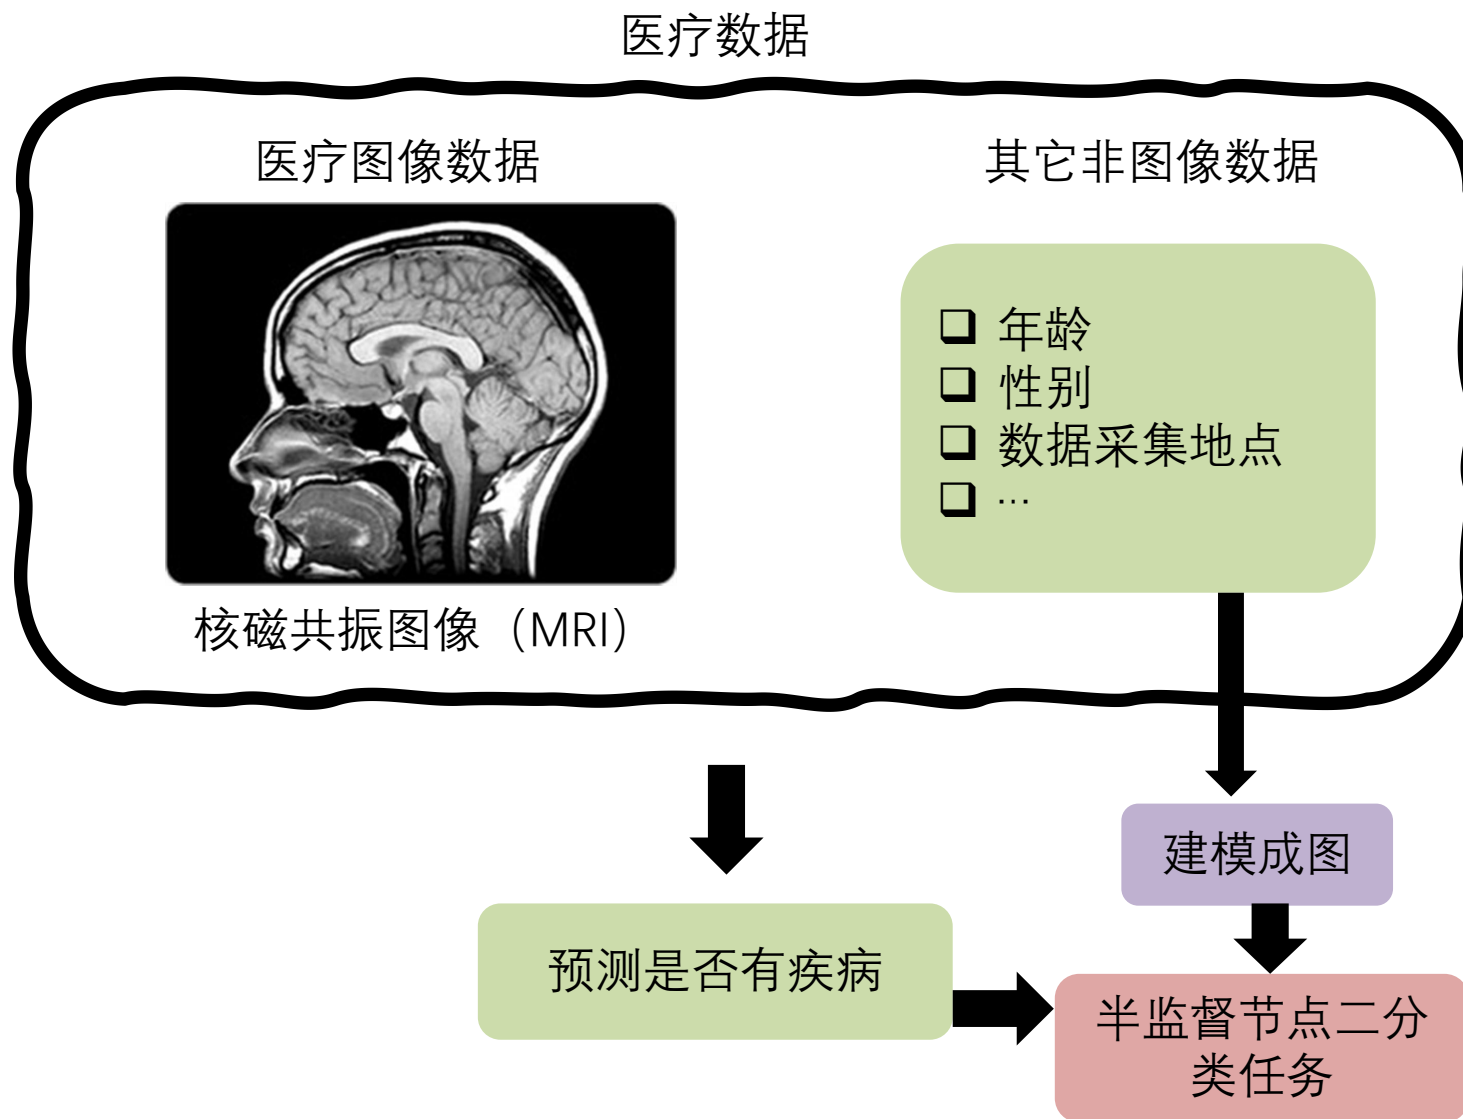 医疗数据
医疗图像数据
其它非图像数据
年龄
性别
数据采集地点
…
核磁共振图像（MRI）
建模成图
预测是否有疾病
半监督节点二分
类任务